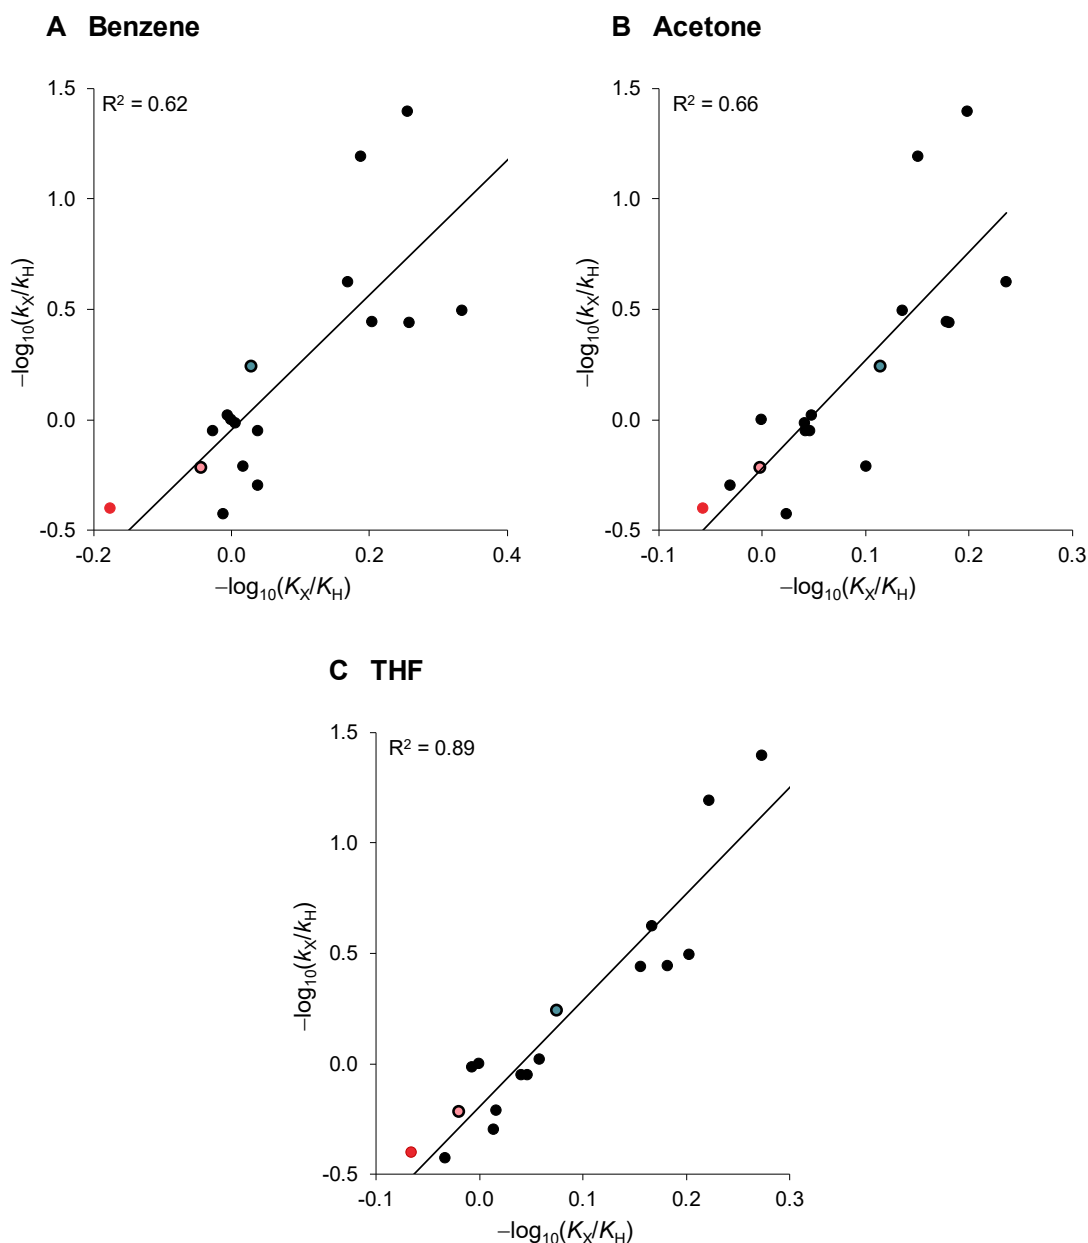 A Benzene
1.5
R² = 0.62
1.0
0.5
0.0
-0.5
-0.2
0.0
0.2
0.4
–log₁₀(kX/kH)
–log₁₀(KX/KH)
B Acetone
1.5
R² = 0.66
1.0
0.5
0.0
-0.5
-0.1
0.0
0.1
0.2
0.3
–log₁₀(kX/kH)
–log₁₀(KX/KH)
C THF
1.5
R² = 0.89
1.0
0.5
0.0
-0.5
-0.1
0.0
0.1
0.2
0.3
–log₁₀(kX/kH)
–log₁₀(KX/KH)